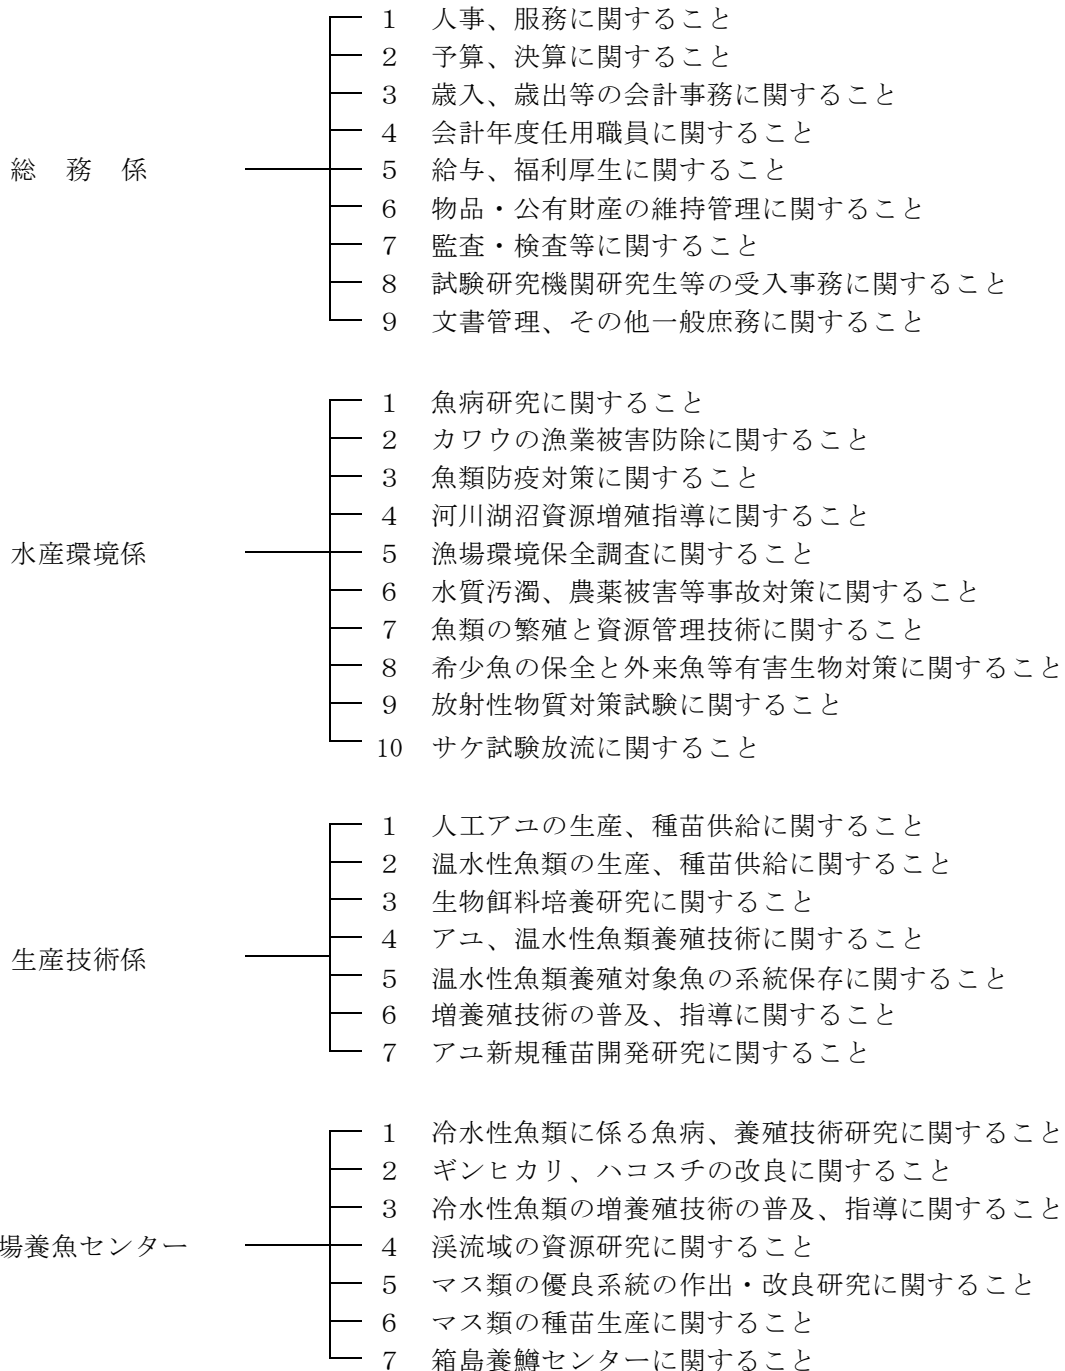 総　務　係
1　人事、服務に関すること
2　予算、決算に関すること
3　歳入、歳出等の会計事務に関すること
4　会計年度任用職員に関すること
5　給与、福利厚生に関すること
6　物品・公有財産の維持管理に関すること
7　監査・検査等に関すること
8　試験研究機関研究生等の受入事務に関すること
9　文書管理、その他一般庶務に関すること
水産環境係
1　魚病研究に関すること
2　カワウの漁業被害防除に関すること
3　魚類防疫対策に関すること
4　河川湖沼資源増殖指導に関すること
5　漁場環境保全調査に関すること
6　水質汚濁、農薬被害等事故対策に関すること
7　魚類の繁殖と資源管理技術に関すること
8　希少魚の保全と外来魚等有害生物対策に関すること
9　放射性物質対策試験に関すること
10　サケ試験放流に関すること
生産技術係
1　人工アユの生産、種苗供給に関すること
2　温水性魚類の生産、種苗供給に関すること
3　生物餌料培養研究に関すること
4　アユ、温水性魚類養殖技術に関すること
5　温水性魚類養殖対象魚の系統保存に関すること
6　増養殖技術の普及、指導に関すること
7　アユ新規種苗開発研究に関すること
場養魚センター
1　冷水性魚類に係る魚病、養殖技術研究に関すること
2　ギンヒカリ、ハコスチの改良に関すること
3　冷水性魚類の増養殖技術の普及、指導に関すること
4　渓流域の資源研究に関すること
5　マス類の優良系統の作出・改良研究に関すること
6　マス類の種苗生産に関すること
7　箱島養鱒センターに関すること